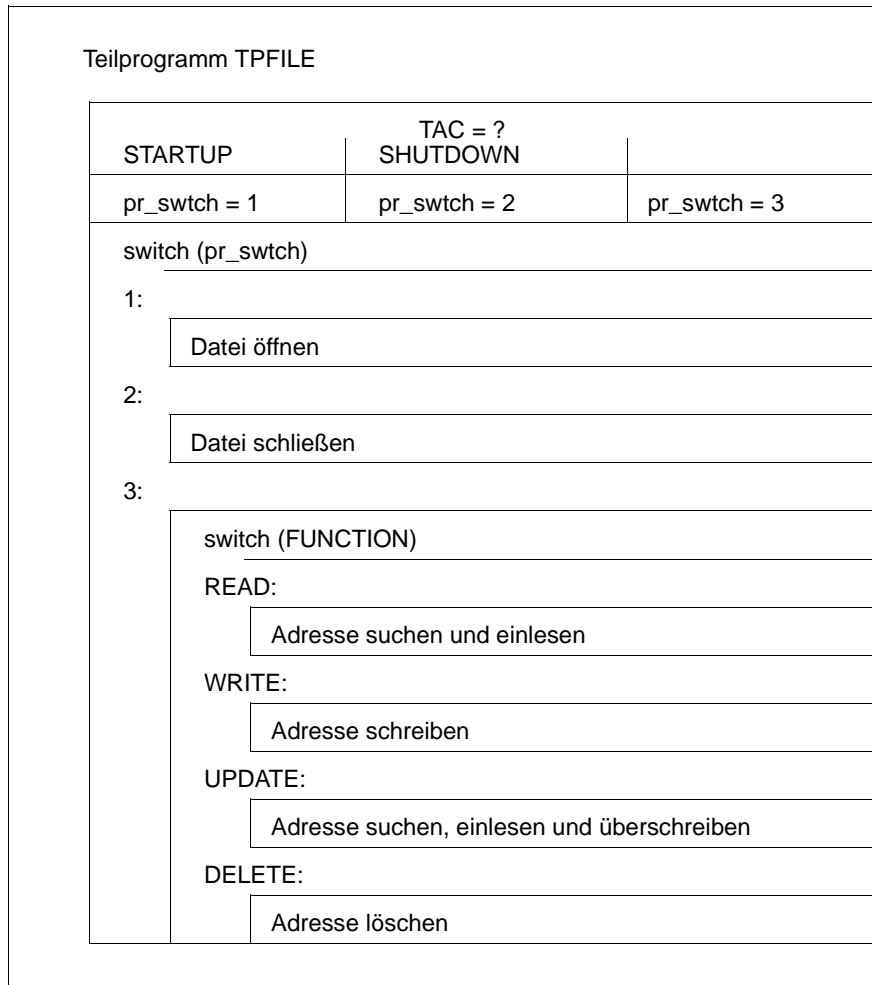 Teilprogramm TPFILE
TAC = ?
STARTUP SHUTDOWN
pr_swtch = 1 pr_swtch = 2 pr_swtch = 3
switch (pr_swtch)
1:
Datei öffnen
2:
Datei schließen
3:
switch (FUNCTION)
READ:
Adresse suchen und einlesen
WRITE:
Adresse schreiben
UPDATE:
Adresse suchen, einlesen und überschreiben
DELETE:
Adresse löschen